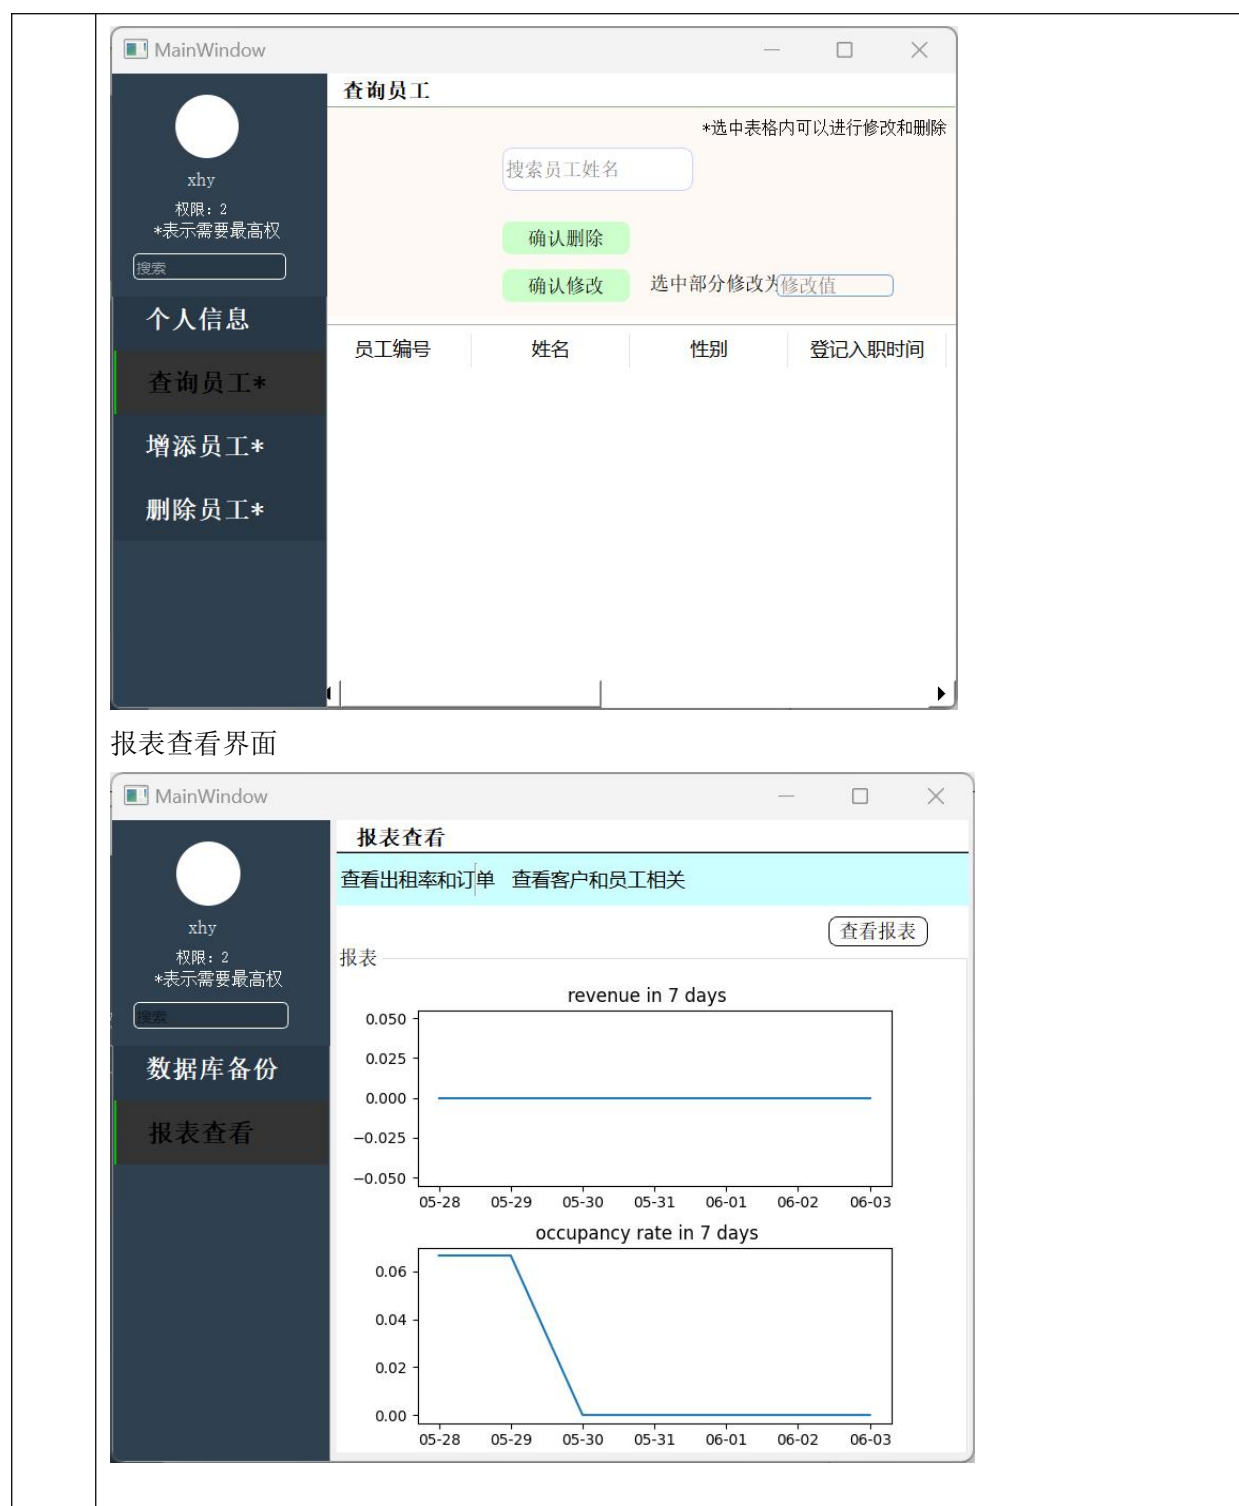 MainWindow
查询员工
*选中表格内可以进行修改和删除
搜索员工姓名
xhy
权限：2
*表示需要最高权
搜索
确认删除
确认修改 选中部分修改为 修改值
个人信息
查询员工*
增添员工*
删除员工*
员工编号 姓名 性别 登记入职时间
报表查看界面
MainWindow
报表查看
查看出租率和订单 查看客户和员工相关
xhy
权限：2
*表示需要最高权
搜索
数据库备份
报表查看
查看报表
报表
revenue in 7 days
0.050
0.025
0.000
−0.025
−0.050
05-28 05-29 05-30 05-31 06-01 06-02 06-03
occupancy rate in 7 days
0.06
0.04
0.02
0.00
05-28 05-29 05-30 05-31 06-01 06-02 06-03